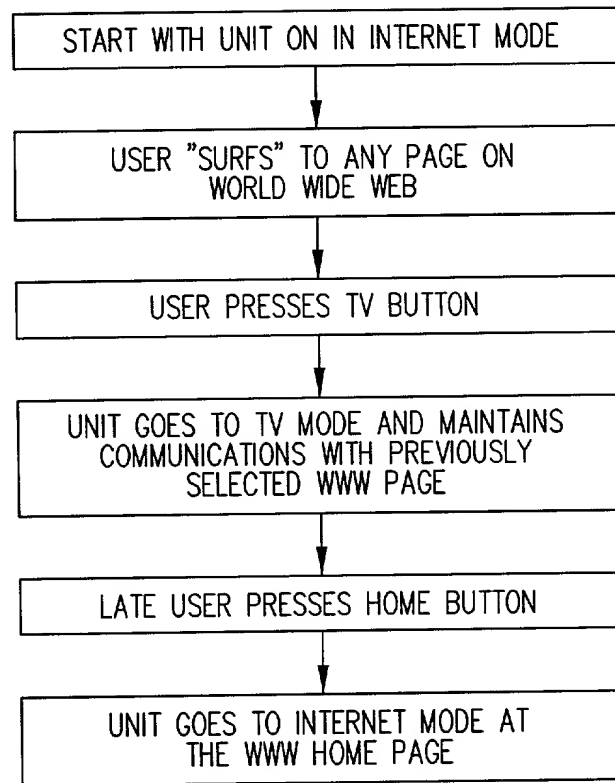 START WITH UNIT ON IN INTERNET MODE
USER "SURFS" TO ANY PAGE ON
WORLD WIDE WEB
USER PRESSES TV BUTTON
UNIT GOES TO TV MODE AND MAINTAINS
COMMUNICATIONS WITH PREVIOUSLY
SELECTED WWW PAGE
LATE USER PRESSES HOME BUTTON
UNIT GOES TO INTERNET MODE AT
THE WWW HOME PAGE